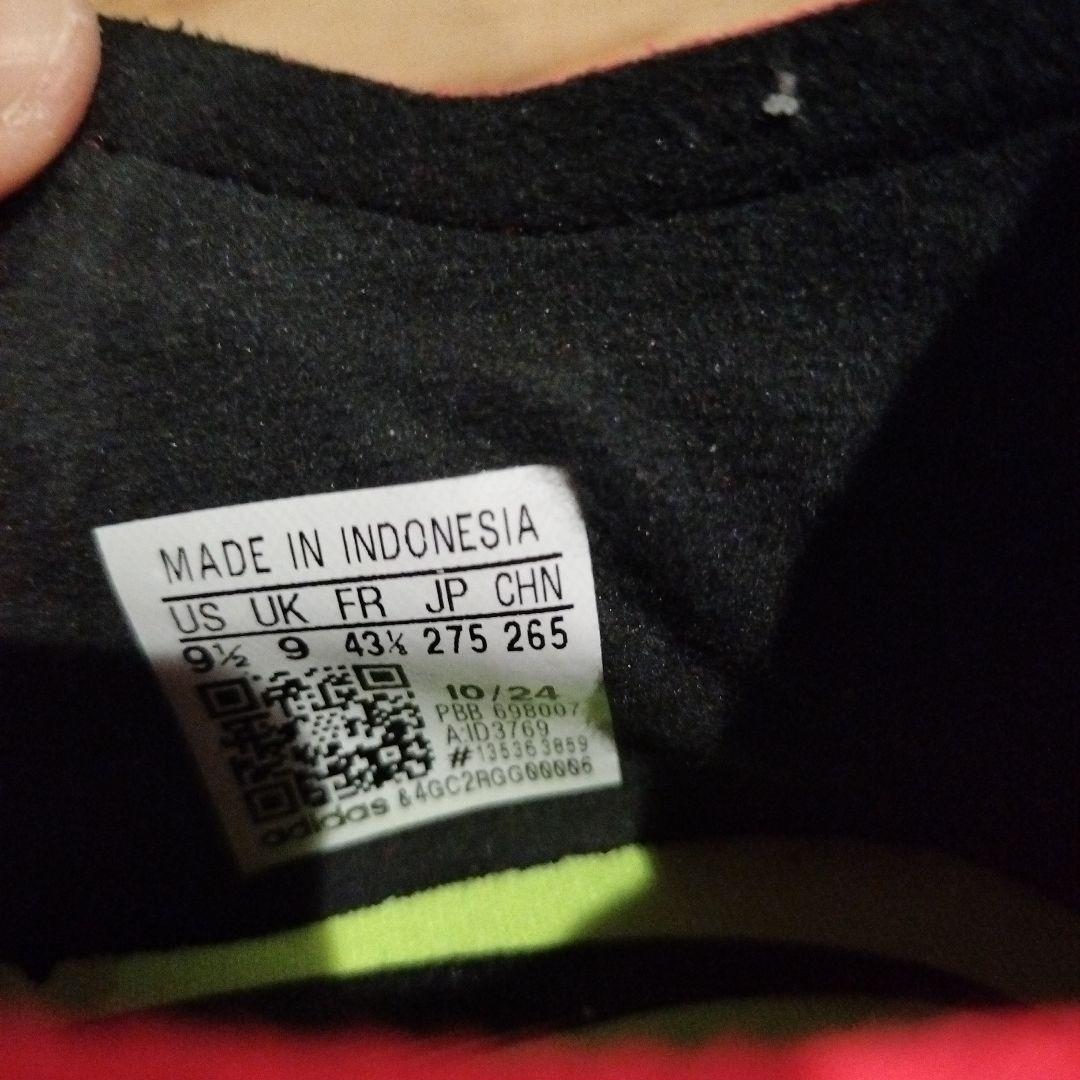 MADE IN INDONESIA
US UK FR JP CHN
9½ 9 43⅓ 275 265
10/24
PBB 698007
A:ID3769
#135363859
&4GC2RGG00006
adidas